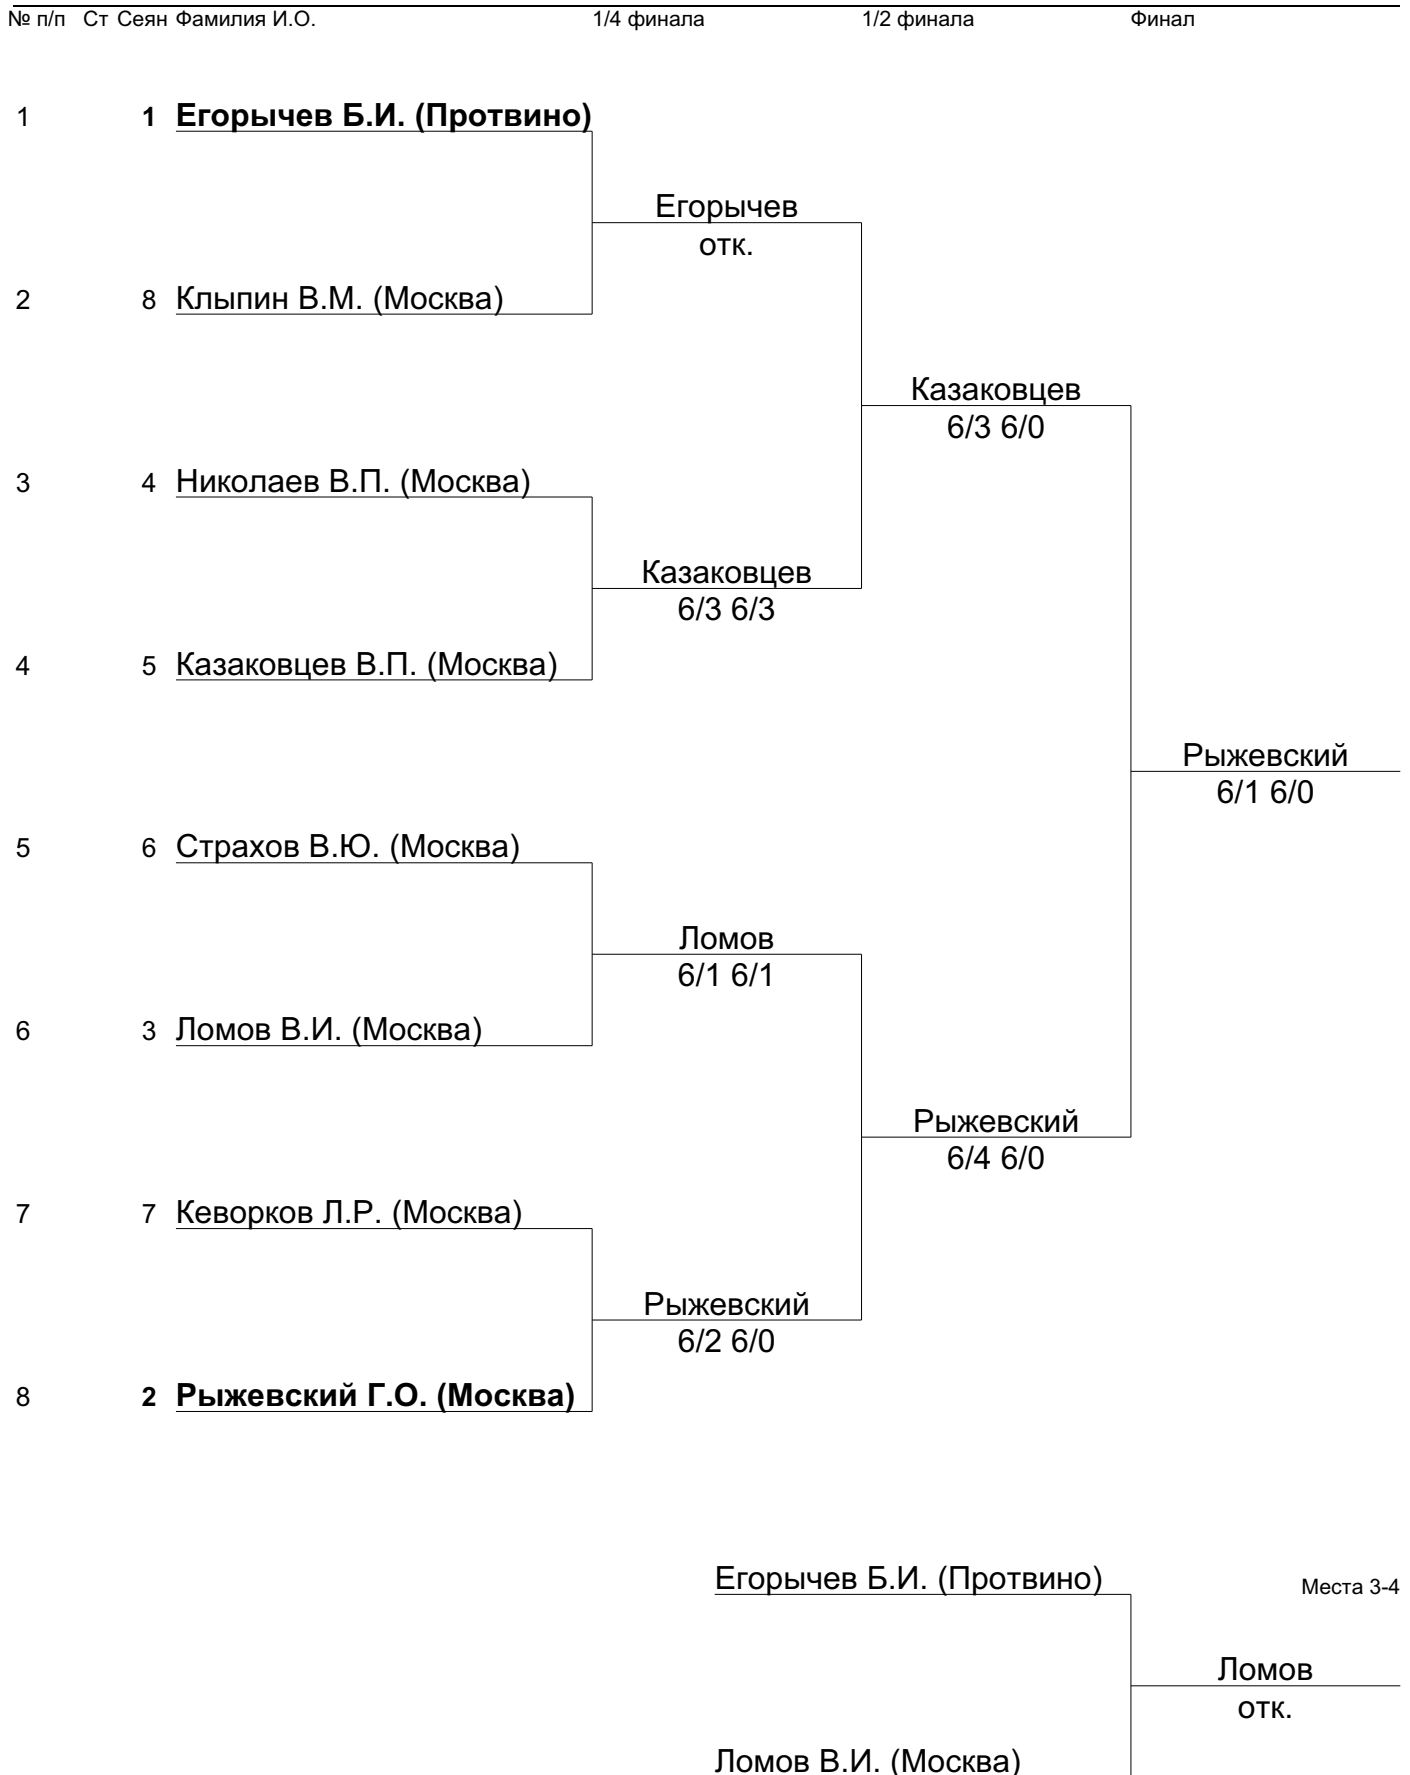 № п/п Ст Сеян Фамилия И.О. 1/4 финала 1/2 финала Финал
1 1 Егорычев Б.И. (Протвино)
Егорычев
отк.
2 8 Клыпин В.М. (Москва)
Казаковцев
6/3 6/0
3 4 Николаев В.П. (Москва)
Казаковцев
6/3 6/3
4 5 Казаковцев В.П. (Москва)
Рыжевский
6/1 6/0
5 6 Страхов В.Ю. (Москва)
Ломов
6/1 6/1
6 3 Ломов В.И. (Москва)
Рыжевский
6/4 6/0
7 7 Кеворков Л.Р. (Москва)
Рыжевский
6/2 6/0
8 2 Рыжевский Г.О. (Москва)
Егорычев Б.И. (Протвино) Места 3-4
Ломов
отк.
Ломов В.И. (Москва)